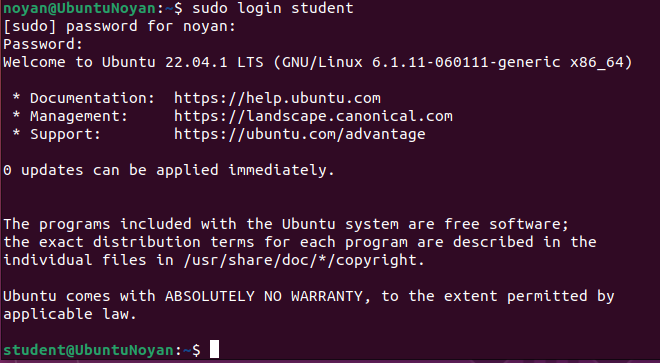 noyan@UbuntuNoyan:~$ sudo login student
[sudo] password for noyan:
Password:
Welcome to Ubuntu 22.04.1 LTS (GNU/Linux 6.1.11-060111-generic x86_64)
* Documentation:  https://help.ubuntu.com
* Management:     https://landscape.canonical.com
* Support:        https://ubuntu.com/advantage
0 updates can be applied immediately.
The programs included with the Ubuntu system are free software;
the exact distribution terms for each program are described in the
individual files in /usr/share/doc/*/copyright.
Ubuntu comes with ABSOLUTELY NO WARRANTY, to the extent permitted by
applicable law.
student@UbuntuNoyan:~$